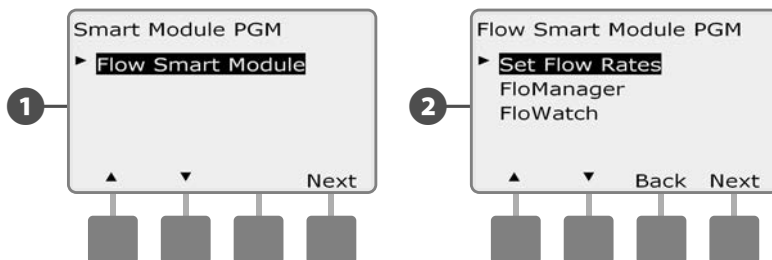 Smart Module PGM
► Flow Smart Module
1
▲ ▼ Next
Flow Smart Module PGM
► Set Flow Rates
FloManager
FloWatch
2
▲ ▼ Back Next